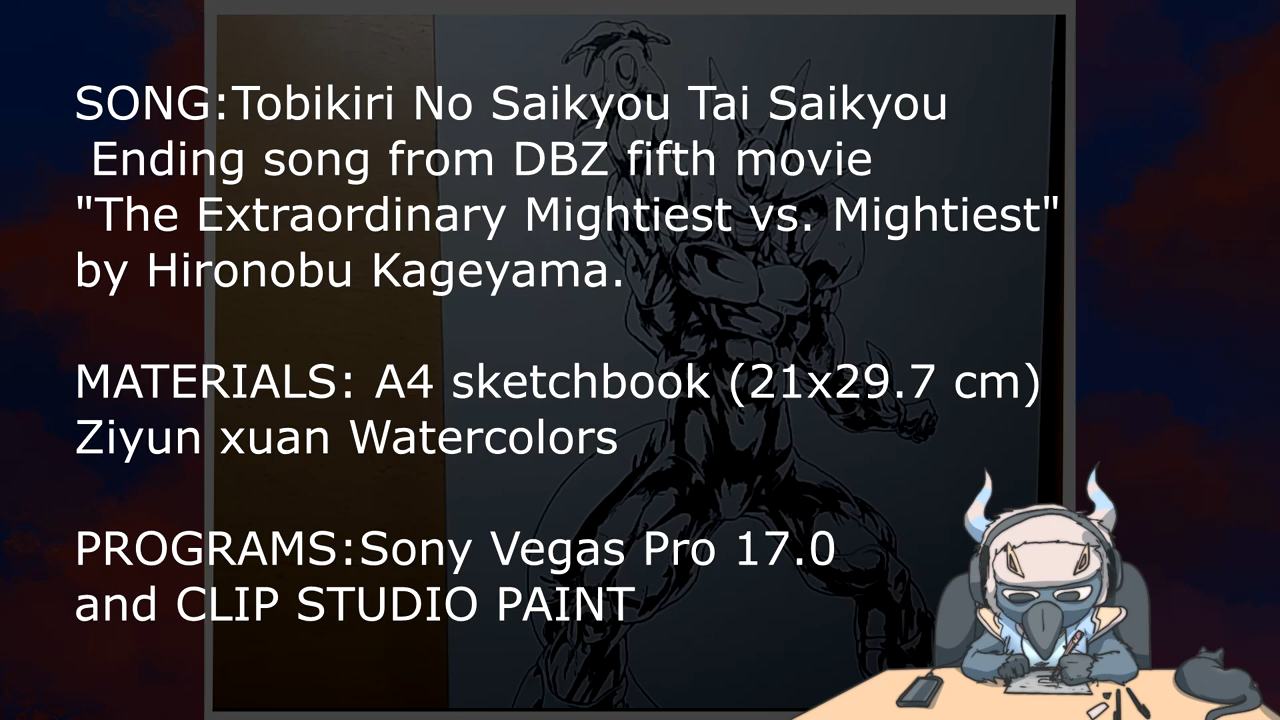 SONG:Tobikiri No Saikyou Tai Saikyou
Ending song from DBZ fifth movie
"The Extraordinary Mightiest vs. Mightiest"
by Hironobu Kageyama.
MATERIALS: A4 sketchbook (21x29.7 cm)
Ziyun xuan Watercolors
PROGRAMS:Sony Vegas Pro 17.0
and CLIP STUDIO PAINT